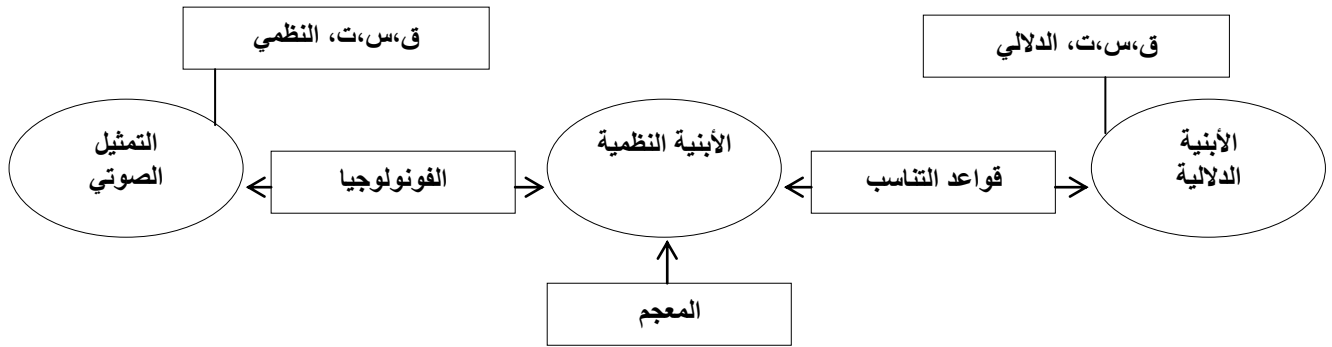 ق،س،ت، الدلالي
ق،س،ت، النظمي
الأبنية
الدلالية
قواعد التناسب
الأبنية النظمية
الفونولوجيا
التمثيل
الصوتي
المعجم